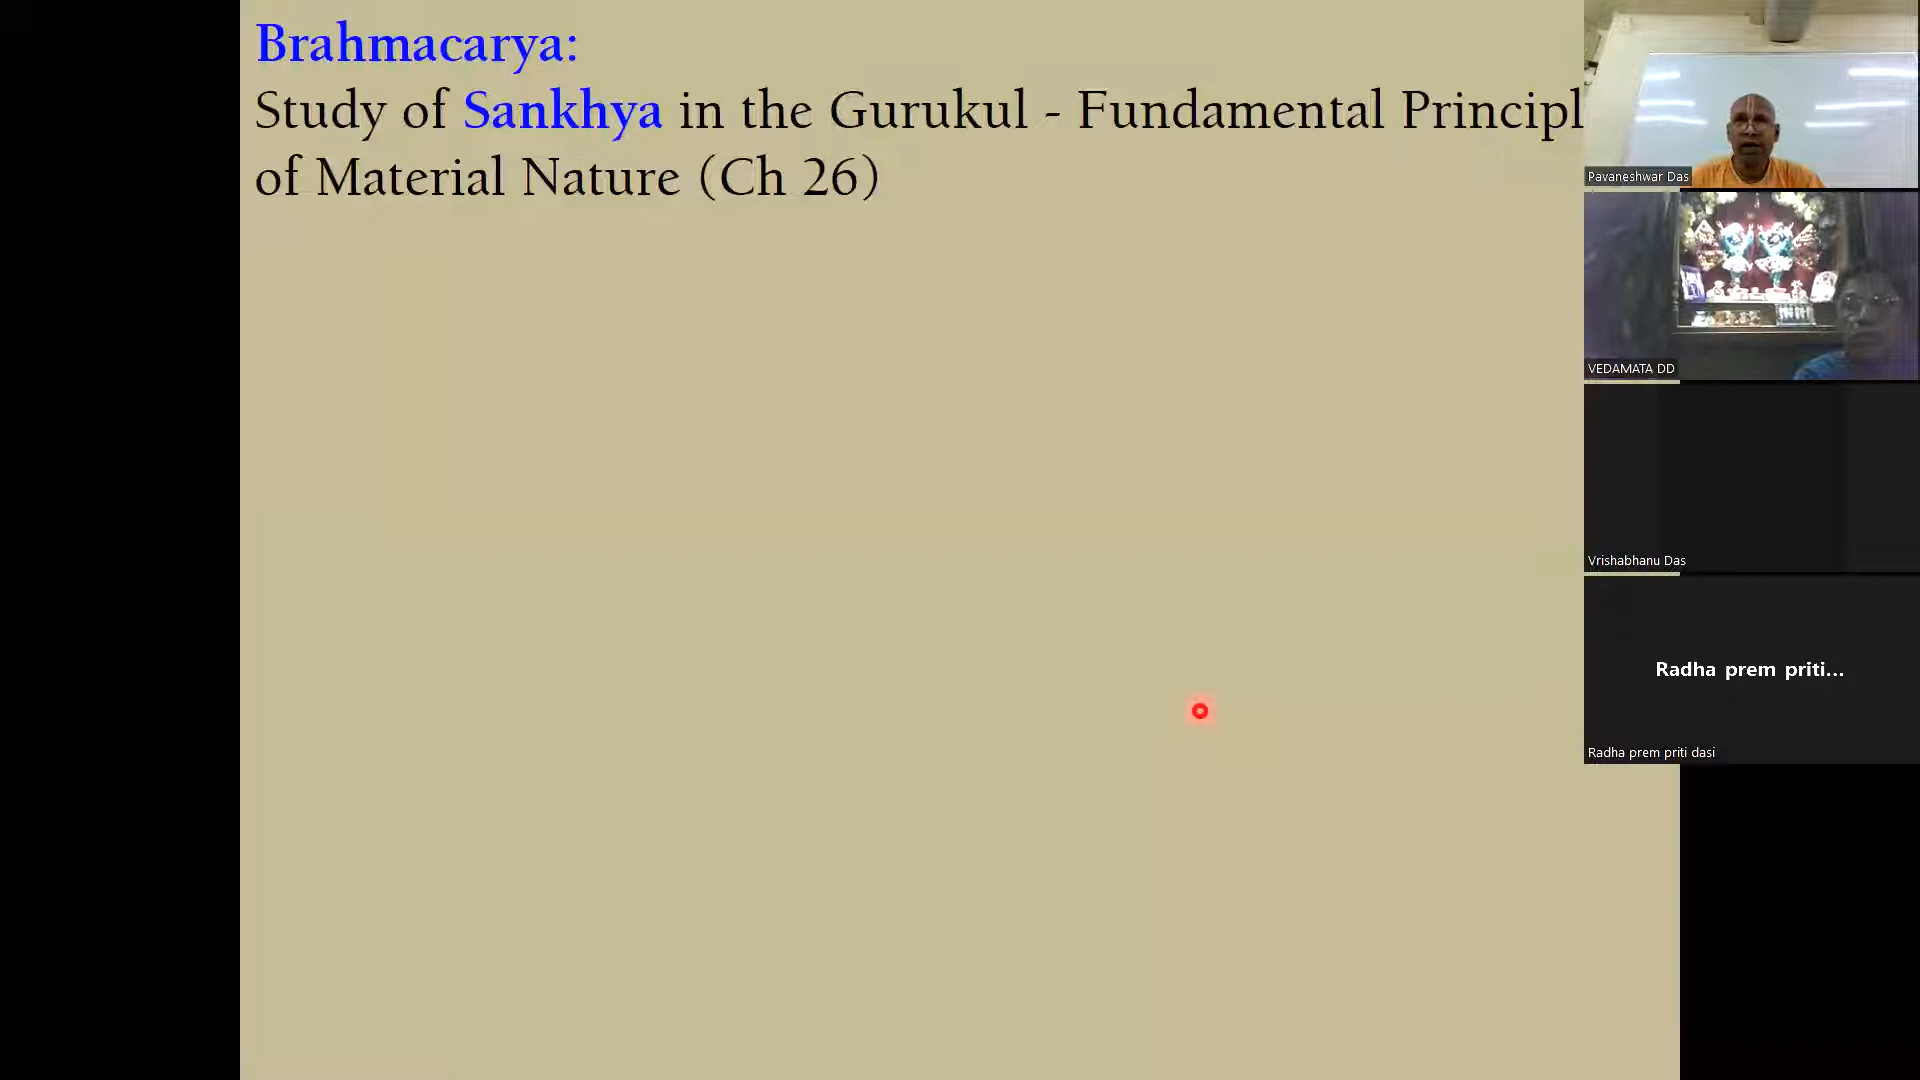 Brahmacarya:
Study of Sankhya in the Gurukul - Fundamental Principl
of Material Nature (Ch 26)
Pavaneshwar Das
VEDAMATA DD
Vrishabhanu Das
Radha prem priti...
Radha prem priti dasi